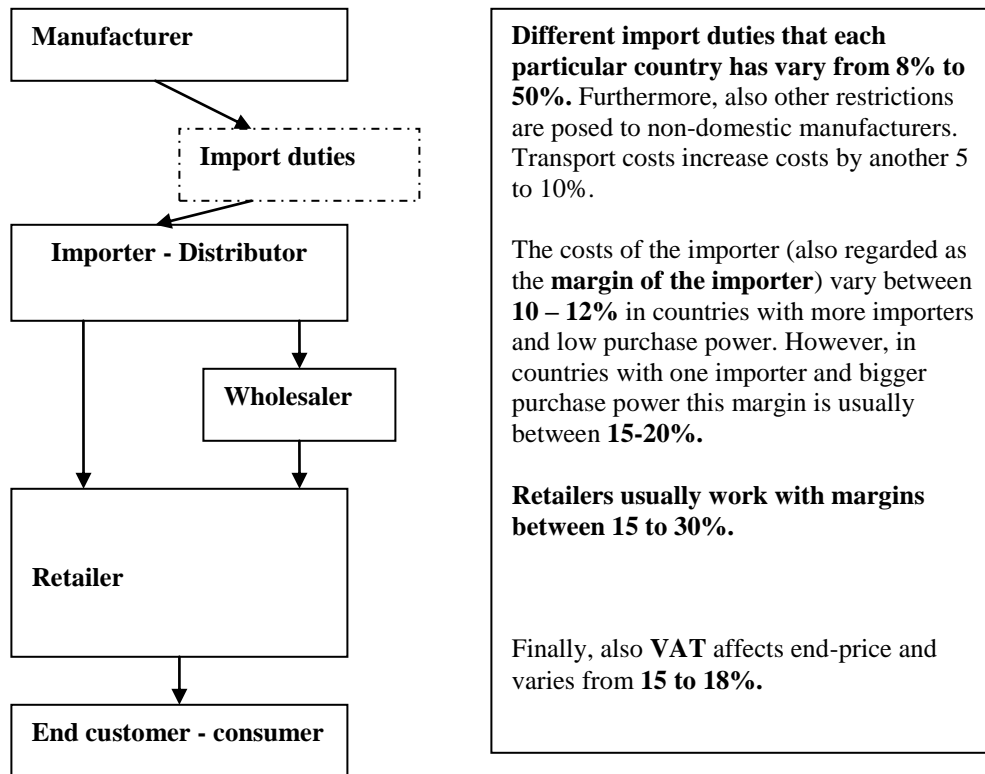 Manufacturer
Import duties
Importer - Distributor
Wholesaler
Retailer
End customer - consumer
Different import duties that each
particular country has vary from 8% to
50%. Furthermore, also other restrictions
are posed to non-domestic manufacturers.
Transport costs increase costs by another 5
to 10%.
The costs of the importer (also regarded as
the margin of the importer) vary between
10 – 12% in countries with more importers
and low purchase power. However, in
countries with one importer and bigger
purchase power this margin is usually
between 15-20%.
Retailers usually work with margins
between 15 to 30%.
Finally, also VAT affects end-price and
varies from 15 to 18%.